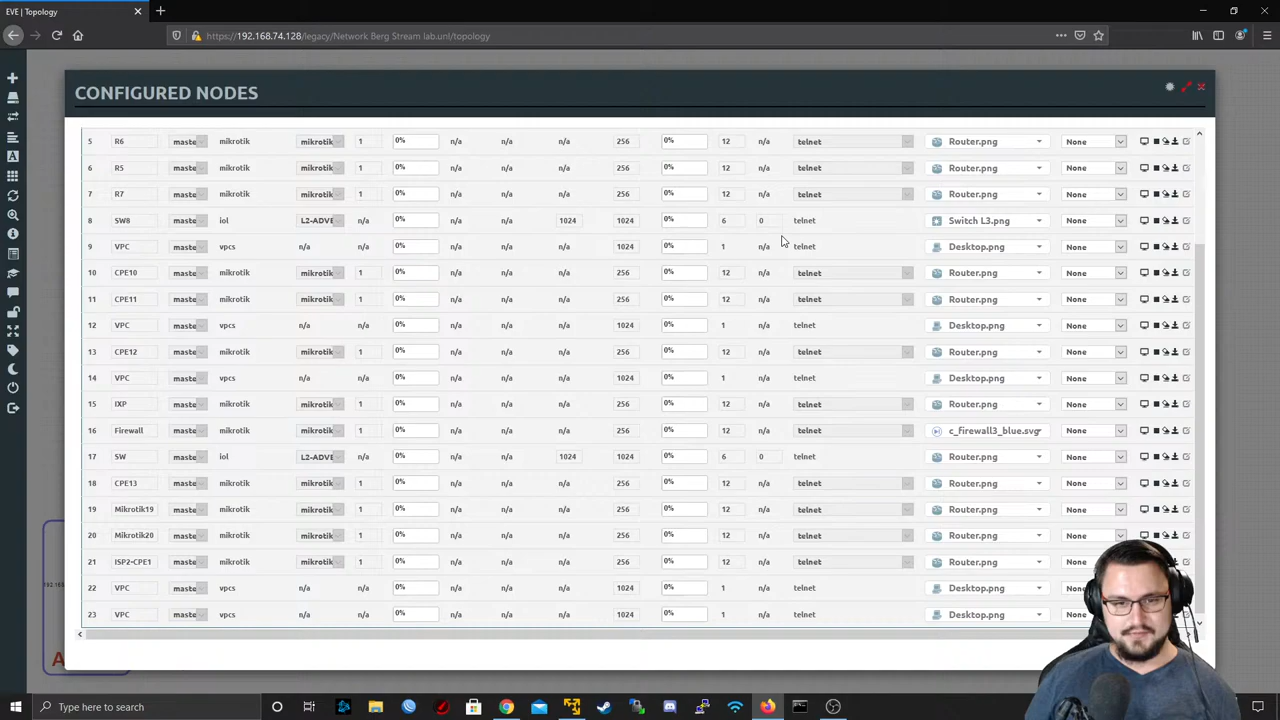 EVE | Topology
https://192.168.74.128/legacy/Network Berg Stream lab.unl/topology
CONFIGURED NODES
5 R6 maste mikrotik mikrotik 1 0% n/a n/a n/a 256 0% 12 n/a telnet Router.png None
6 R5 maste mikrotik mikrotik 1 0% n/a n/a n/a 256 0% 12 n/a telnet Router.png None
7 R7 maste mikrotik mikrotik 1 0% n/a n/a n/a 256 0% 12 n/a telnet Router.png None
8 SW8 maste iol L2-ADVE n/a 0% n/a n/a 1024 1024 0% 6 0 telnet Switch L3.png None
9 VPC maste vpcs n/a n/a 0% n/a n/a n/a 1024 0% 1 n/a telnet Desktop.png None
10 CPE10 maste mikrotik mikrotik 1 0% n/a n/a n/a 256 0% 12 n/a telnet Router.png None
11 CPE11 maste mikrotik mikrotik 1 0% n/a n/a n/a 256 0% 12 n/a telnet Router.png None
12 VPC maste vpcs n/a n/a 0% n/a n/a n/a 1024 0% 1 n/a telnet Desktop.png None
13 CPE12 maste mikrotik mikrotik 1 0% n/a n/a n/a 256 0% 12 n/a telnet Router.png None
14 VPC maste vpcs n/a n/a 0% n/a n/a n/a 1024 0% 1 n/a telnet Desktop.png None
15 IXP maste mikrotik mikrotik 1 0% n/a n/a n/a 256 0% 12 n/a telnet Router.png None
16 Firewall maste mikrotik mikrotik 1 0% n/a n/a n/a 256 0% 12 n/a telnet c_firewall3_blue.svg None
17 SW maste iol L2-ADVE n/a 0% n/a n/a 1024 1024 0% 6 0 telnet Router.png None
18 CPE13 maste mikrotik mikrotik 1 0% n/a n/a n/a 256 0% 12 n/a telnet Router.png None
19 Mikrotik19 maste mikrotik mikrotik 1 0% n/a n/a n/a 256 0% 12 n/a telnet Router.png None
20 Mikrotik20 maste mikrotik mikrotik 1 0% n/a n/a n/a 256 0% 12 n/a telnet Router.png None
21 ISP2-CPE1 maste mikrotik mikrotik 1 0% n/a n/a n/a 256 0% 12 n/a telnet Router.png None
22 VPC maste vpcs n/a n/a 0% n/a n/a n/a 1024 0% 1 n/a telnet Desktop.png None
23 VPC maste vpcs n/a n/a 0% n/a n/a n/a 1024 0% 1 n/a telnet Desktop.png None
A
Type here to search